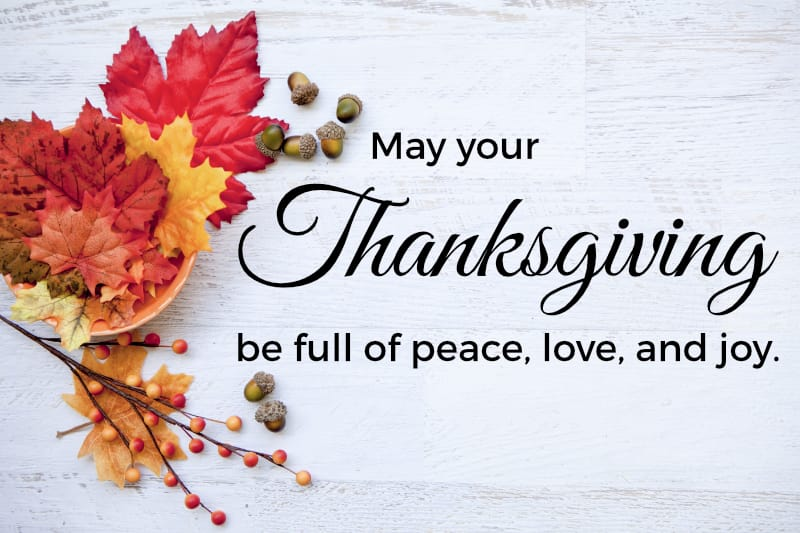 May your
Thanksgiving
be full of peace, love, and joy.